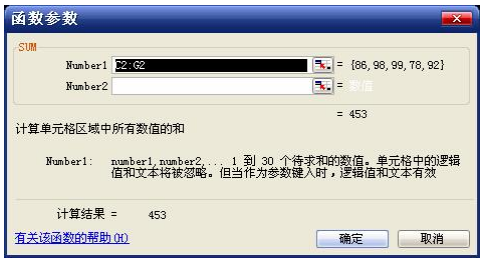 函数参数
SUM
Number1 C2:G2 = {86,98,99,78,92}
Number2 = 数值
= 453
计算单元格区域中所有数值的和
Number1: number1,number2,... 1 到 30 个待求和的数值。单元格中的逻辑
值和文本将被忽略。但当作为参数键入时，逻辑值和文本有效
计算结果 = 453
有关该函数的帮助(H) 确定 取消